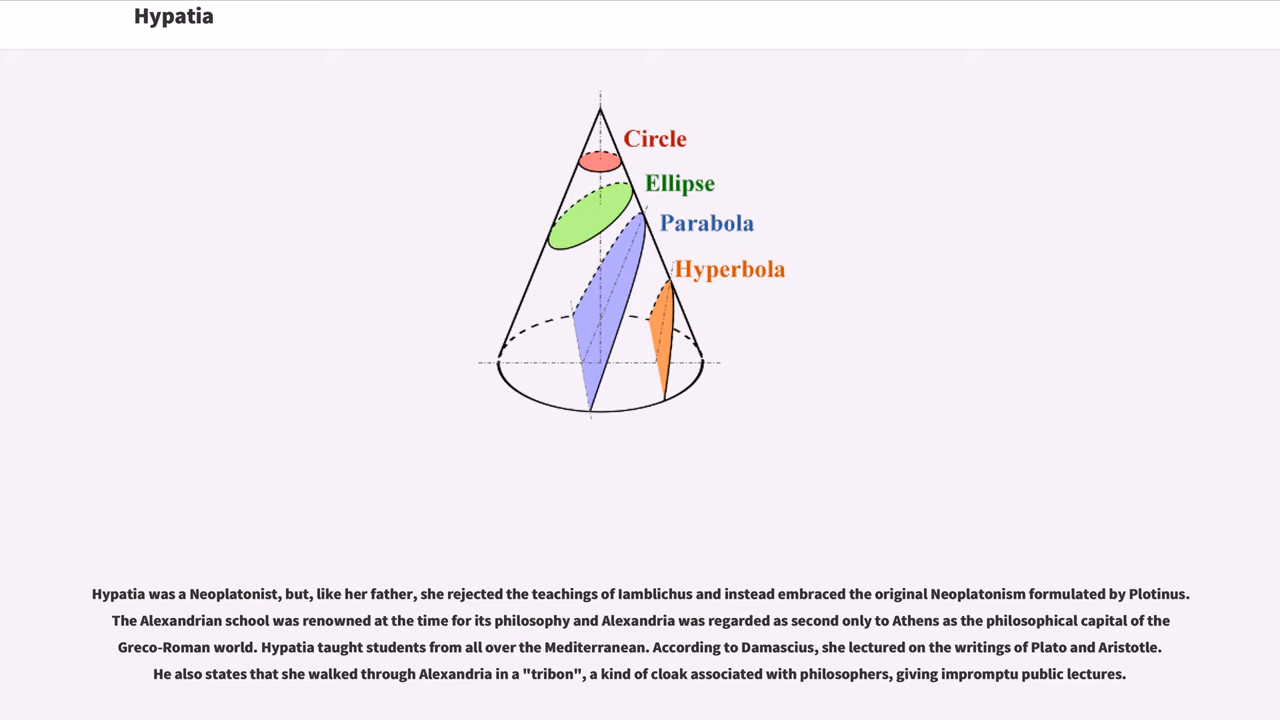 Hypatia
Circle
Ellipse
Parabola
Hyperbola
Hypatia was a Neoplatonist, but, like her father, she rejected the teachings of Iamblichus and instead embraced the original Neoplatonism formulated by Plotinus.
The Alexandrian school was renowned at the time for its philosophy and Alexandria was regarded as second only to Athens as the philosophical capital of the
Greco-Roman world. Hypatia taught students from all over the Mediterranean. According to Damascius, she lectured on the writings of Plato and Aristotle.
He also states that she walked through Alexandria in a "tribon", a kind of cloak associated with philosophers, giving impromptu public lectures.